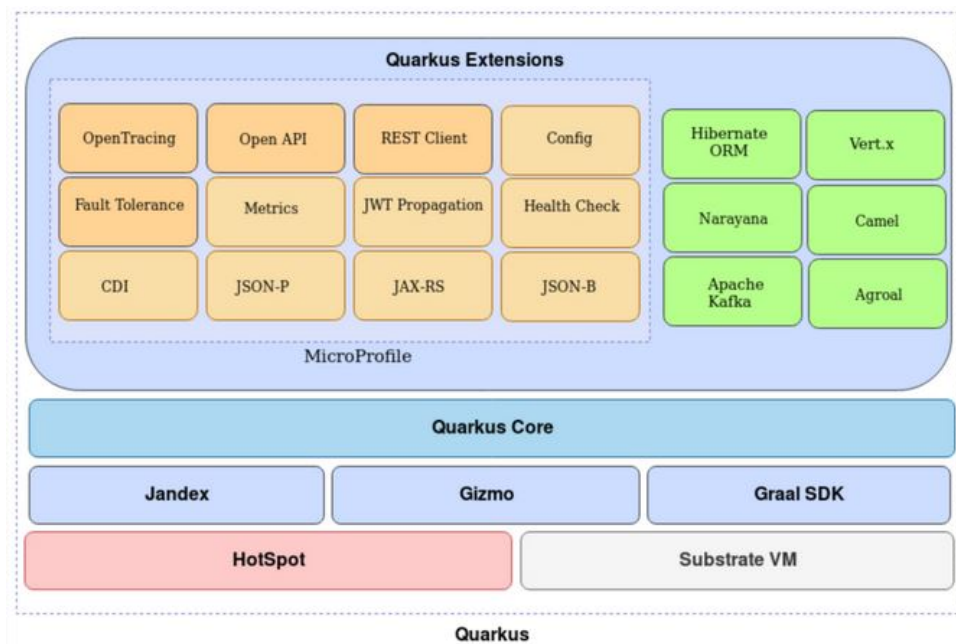 Quarkus Extensions
OpenTracing
Open API
REST Client
Config
Hibernate
ORM
Vert.x
Fault Tolerance
Metrics
JWT Propagation
Health Check
Narayana
Camel
CDI
JSON-P
JAX-RS
JSON-B
Apache
Kafka
Agroal
MicroProfile
Quarkus Core
Jandex
Gizmo
Graal SDK
HotSpot
Substrate VM
Quarkus